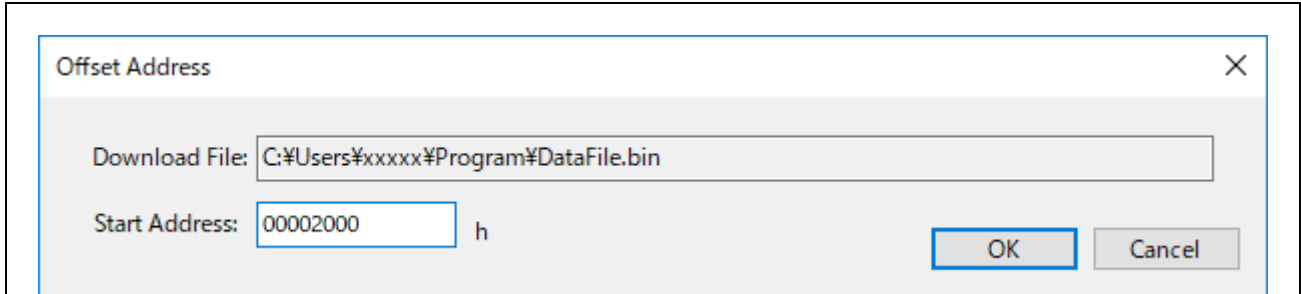 Offset Address
Download File: C:¥Users¥xxxxx¥Program¥DataFile.bin
Start Address: 00002000 h
OK Cancel